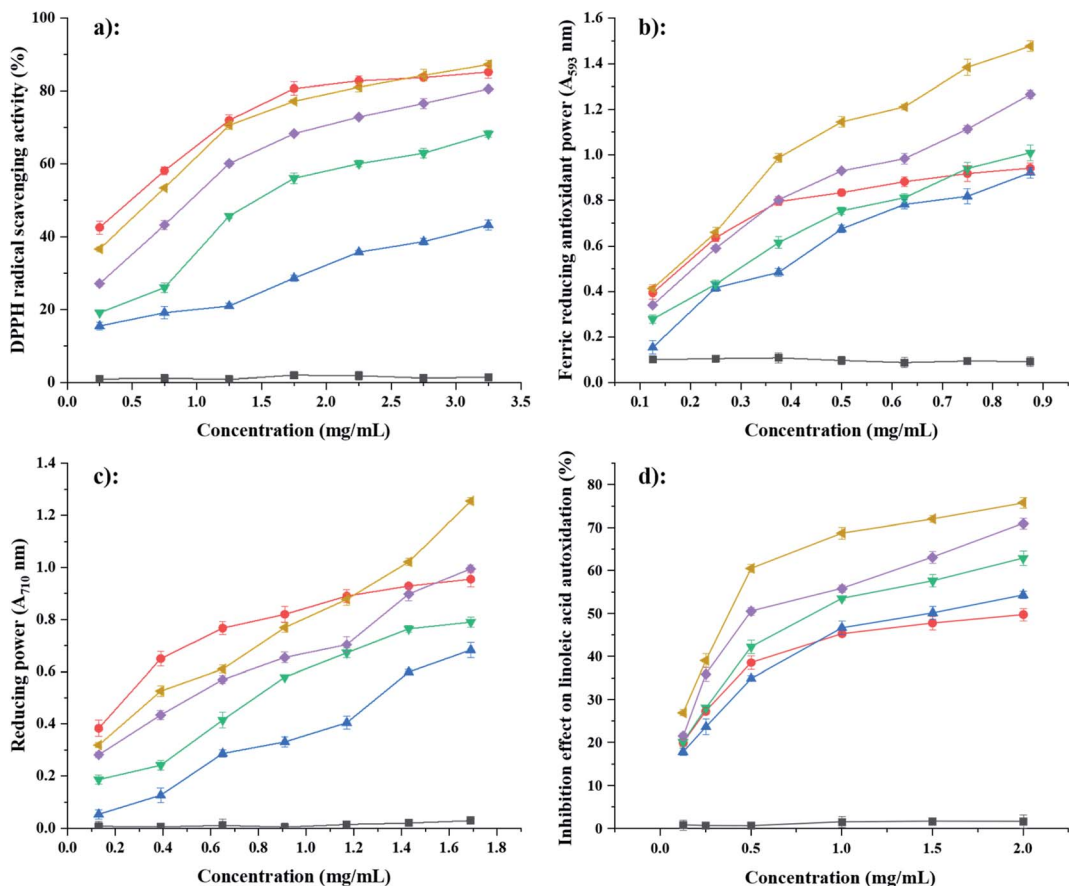 a):
DPPH radical scavenging activity (%)
100
80
60
40
20
0
0.0 0.5 1.0 1.5 2.0 2.5 3.0 3.5
Concentration (mg/mL)
b):
Ferric reducing antioxidant power (A593 nm)
1.6
1.4
1.2
1.0
0.8
0.6
0.4
0.2
0.0
0.1 0.2 0.3 0.4 0.5 0.6 0.7 0.8 0.9
Concentration (mg/mL)
c):
Reducing power (A710 nm)
1.4
1.2
1.0
0.8
0.6
0.4
0.2
0.0
0.0 0.2 0.4 0.6 0.8 1.0 1.2 1.4 1.6 1.8
Concentration (mg/mL)
d):
Inhibition effect on linoleic acid autoxidation (%)
80
70
60
50
40
30
20
10
0
0.0 0.5 1.0 1.5 2.0
Concentration (mg/mL)